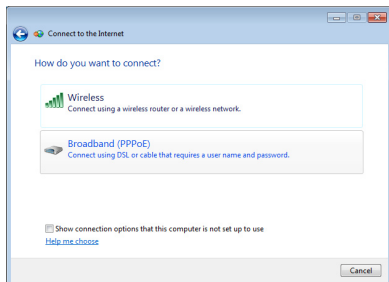 Connect to the Internet
How do you want to connect?
Wireless
Connect using a wireless router or a wireless network.
Broadband (PPPoE)
Connect using DSL or cable that requires a user name and password.
Show connection options that this computer is not set up to use
Help me choose
Cancel